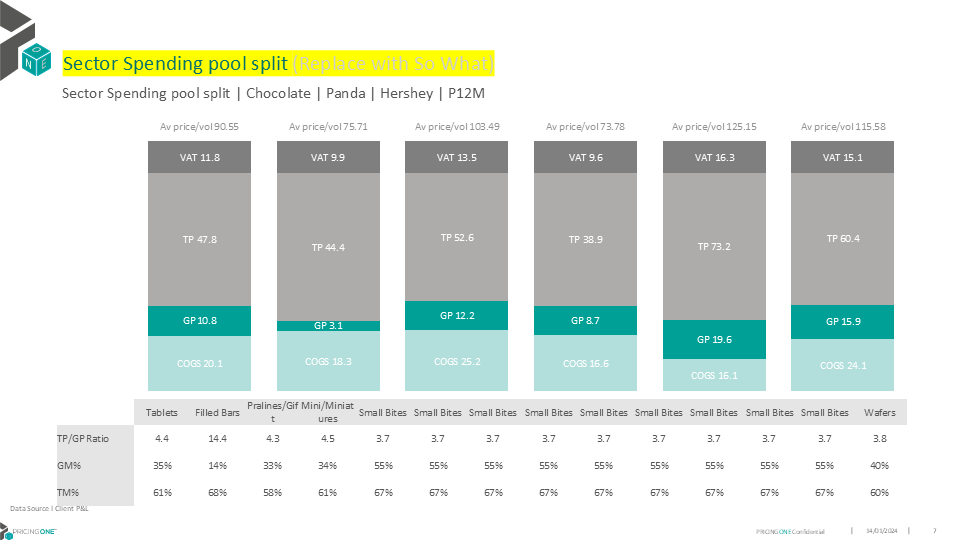 O
N E
Sector Spending pool split (Replace with So What)
Sector Spending pool split | Chocolate | Panda | Hershey | P12M
Av price/vol 90.55 Av price/vol 75.71 Av price/vol 103.49 Av price/vol 73.78 Av price/vol 125.15 Av price/vol 115.58
VAT 11.8 VAT 9.9 VAT 13.5 VAT 9.6 VAT 16.3 VAT 15.1
TP 47.8 TP 44.4 TP 52.6 TP 38.9 TP 73.2 TP 60.4
GP 10.8 GP 3.1 GP 12.2 GP 8.7 GP 19.6 GP 15.9
COGS 20.1 COGS 18.3 COGS 25.2 COGS 16.6 COGS 16.1 COGS 24.1
Tablets Filled Bars Pralines/Gif Mini/Miniat Small Bites Small Bites Small Bites Small Bites Small Bites Small Bites Small Bites Small Bites Small Bites Wafers
t ures
TP/GP Ratio 4.4 14.4 4.3 4.5 3.7 3.7 3.7 3.7 3.7 3.7 3.7 3.7 3.7 3.8
GM% 35% 14% 33% 34% 55% 55% 55% 55% 55% 55% 55% 55% 55% 40%
TM% 61% 68% 58% 61% 67% 67% 67% 67% 67% 67% 67% 67% 67% 60%
Data Source I Client P&L
PRICINGONE™ PRICINGONE Confidential | 14/01/2024 | 7